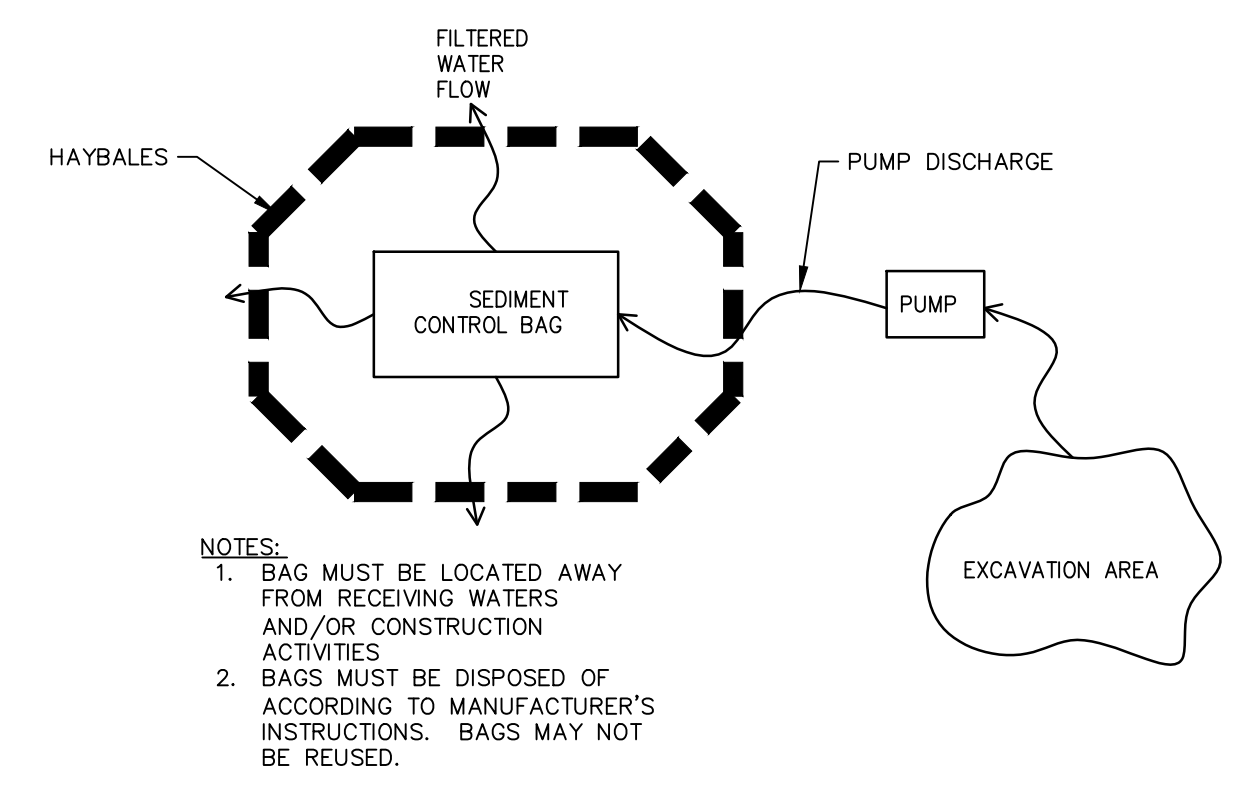 FILTERED
WATER
FLOW
HAYBALES
PUMP DISCHARGE
SEDIMENT
CONTROL BAG
PUMP
EXCAVATION AREA
NOTES:
1. BAG MUST BE LOCATED AWAY
FROM RECEIVING WATERS
AND/OR CONSTRUCTION
ACTIVITIES
2. BAGS MUST BE DISPOSED OF
ACCORDING TO MANUFACTURER'S
INSTRUCTIONS. BAGS MAY NOT
BE REUSED.